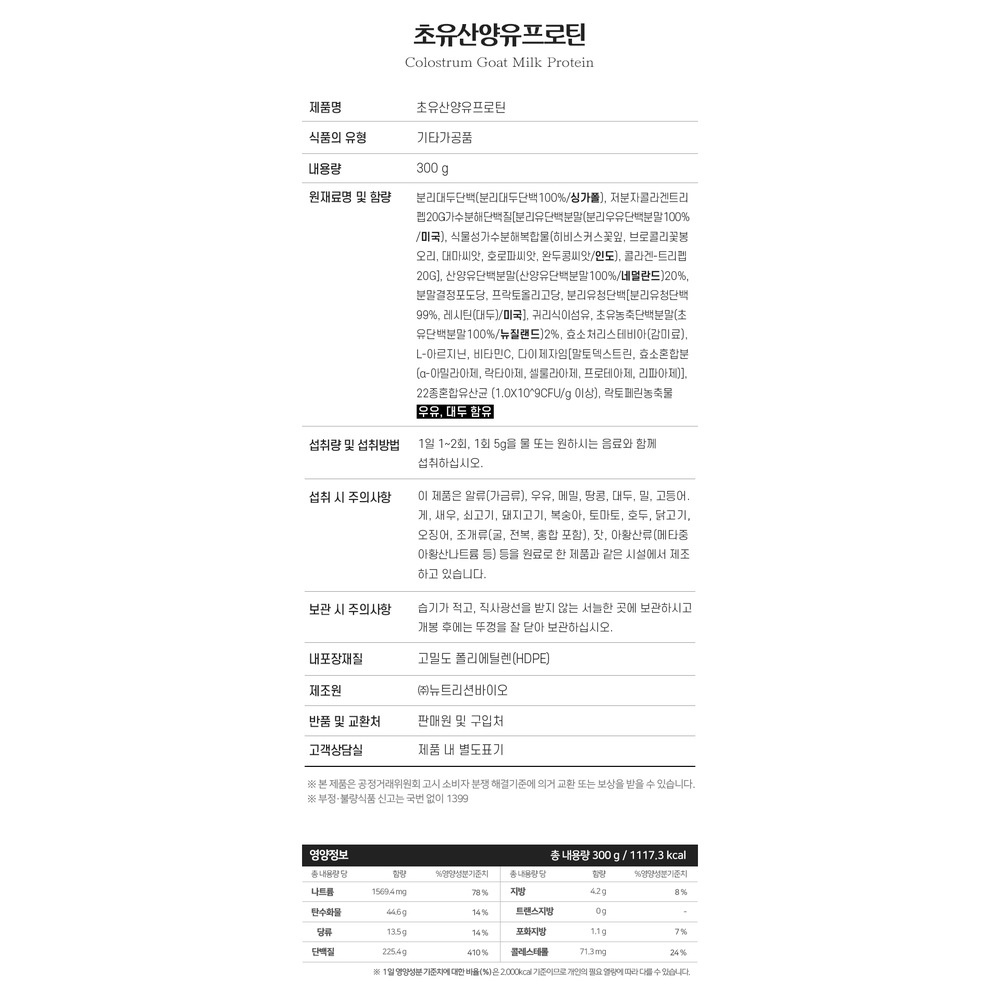 초유산양유프로틴
Colostrum Goat Milk Protein
제품명 초유산양유프로틴
식품의 유형 기타가공품
내용량 300 g
원재료명 및 함량 분리대두단백(분리대두단백100%/싱가폴), 저분자콜라겐트리
펩20G가수분해단백질[분리유단백분말(분리우유단백분말100%
/미국), 식물성가수분해복합물(히비스커스꽃잎, 브로콜리꽃봉
오리, 대마씨앗, 호로파씨앗, 완두콩씨앗/인도), 콜라겐-트리펩
20G], 산양유단백분말(산양유단백분말100%/네덜란드)20%,
분말결정포도당, 프락토올리고당, 분리유청단백[분리유청단백
99%, 레시틴(대두)/미국], 귀리식이섬유, 초유농축단백분말(초
유단백분말100%/뉴질랜드)2%, 효소처리스테비아(감미료),
L-아르지닌, 비타민C, 다이제자임[말토덱스트린, 효소혼합분
(α-아밀라아제, 락타아제, 셀룰라아제, 프로테아제, 리파아제)],
22종혼합유산균 (1.0X10^9CFU/g 이상), 락토페린농축물
우유, 대두 함유
섭취량 및 섭취방법 1일 1~2회, 1회 5g을 물 또는 원하시는 음료와 함께
섭취하십시오.
섭취 시 주의사항 이 제품은 알류(가금류), 우유, 메밀, 땅콩, 대두, 밀, 고등어.
게, 새우, 쇠고기, 돼지고기, 복숭아, 토마토, 호두, 닭고기,
오징어, 조개류(굴, 전복, 홍합 포함), 잣, 아황산류(메타중
아황산나트륨 등) 등을 원료로 한 제품과 같은 시설에서 제조
하고 있습니다.
보관 시 주의사항 습기가 적고, 직사광선을 받지 않는 서늘한 곳에 보관하시고
개봉 후에는 뚜껑을 잘 닫아 보관하십시오.
내포장재질 고밀도 폴리에틸렌(HDPE)
제조원 ㈜뉴트리션바이오
반품 및 교환처 판매원 및 구입처
고객상담실 제품 내 별도표기
※ 본 제품은 공정거래위원회 고시 소비자 분쟁 해결기준에 의거 교환 또는 보상을 받을 수 있습니다.
※ 부정·불량식품 신고는 국번 없이 1399
영양정보 총 내용량 300 g / 1117.3 kcal
총 내용량 당 함량 %영양성분기준치 총 내용량 당 함량 %영양성분기준치
나트륨 1569.4 mg 78 % 지방 4.2 g 8 %
탄수화물 44.6 g 14 % 트랜스지방 0 g -
당류 13.5 g 14 % 포화지방 1.1 g 7 %
단백질 225.4 g 410 % 콜레스테롤 71.3 mg 24 %
※ 1일 영양성분 기준치에 대한 비율(%)은 2,000kcal 기준이므로 개인의 필요 열량에 따라 다를 수 있습니다.